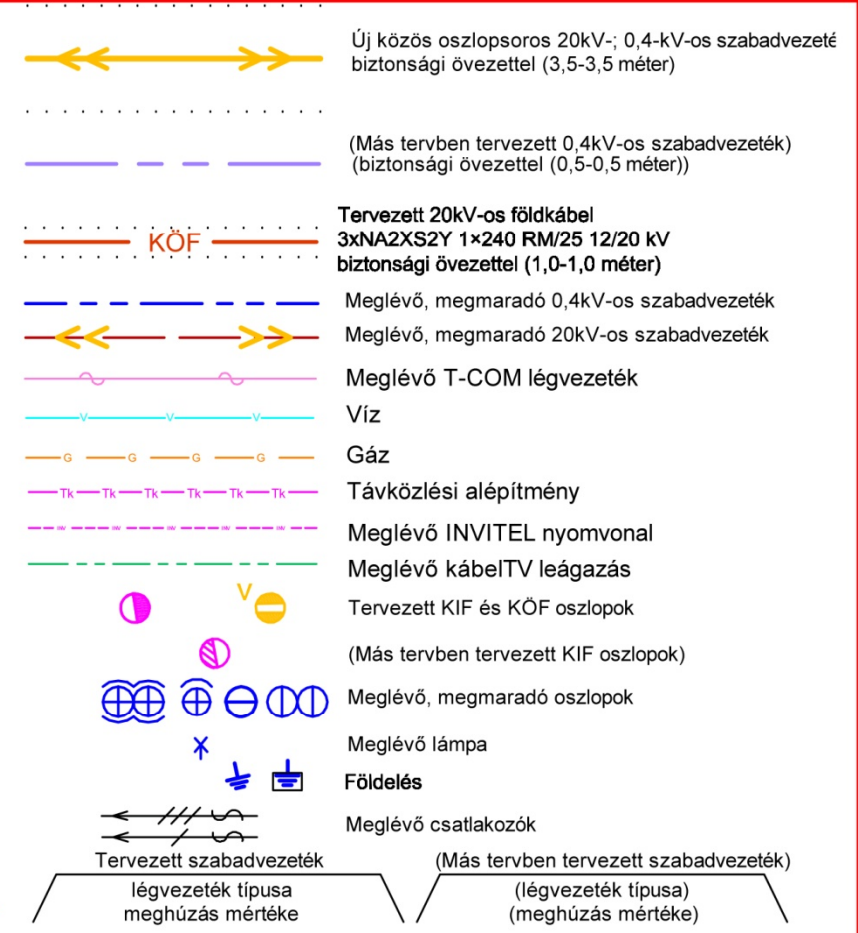 Új közös oszlopsoros 20kV-; 0,4-kV-os szabadvezeté
biztonsági övezettel (3,5-3,5 méter)
(Más tervben tervezett 0,4kV-os szabadvezeték)
(biztonsági övezettel (0,5-0,5 méter))
Tervezett 20kV-os földkábel
KÖF
3xNA2XS2Y 1×240 RM/25 12/20 kV
biztonsági övezettel (1,0-1,0 méter)
Meglévő, megmaradó 0,4kV-os szabadvezeték
Meglévő, megmaradó 20kV-os szabadvezeték
Meglévő T-COM légvezeték
V V V Víz
G G G G Gáz
Tk Tk Tk Tk Tk Tk Távközlési alépítmény
Meglévő INVITEL nyomvonal
Meglévő kábelTV leágazás
V Tervezett KIF és KÖF oszlopok
(Más tervben tervezett KIF oszlopok)
Meglévő, megmaradó oszlopok
Meglévő lámpa
Földelés
Meglévő csatlakozók
Tervezett szabadvezeték
légvezeték típusa
meghúzás mértéke
(Más tervben tervezett szabadvezeték)
(légvezeték típusa)
(meghúzás mértéke)